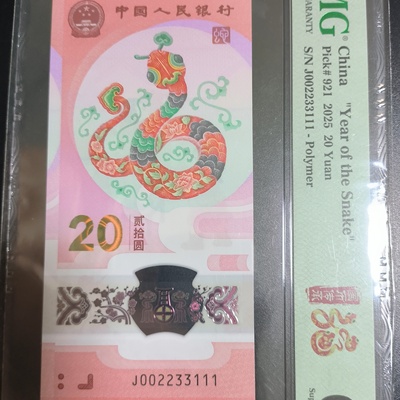 中国人民银行
20
贰拾圆
J002233111
MG
ARANTY
China "Year of the Snake"
Pick# 921 2025 20 Yuan
S/N J002233111 - Polymer